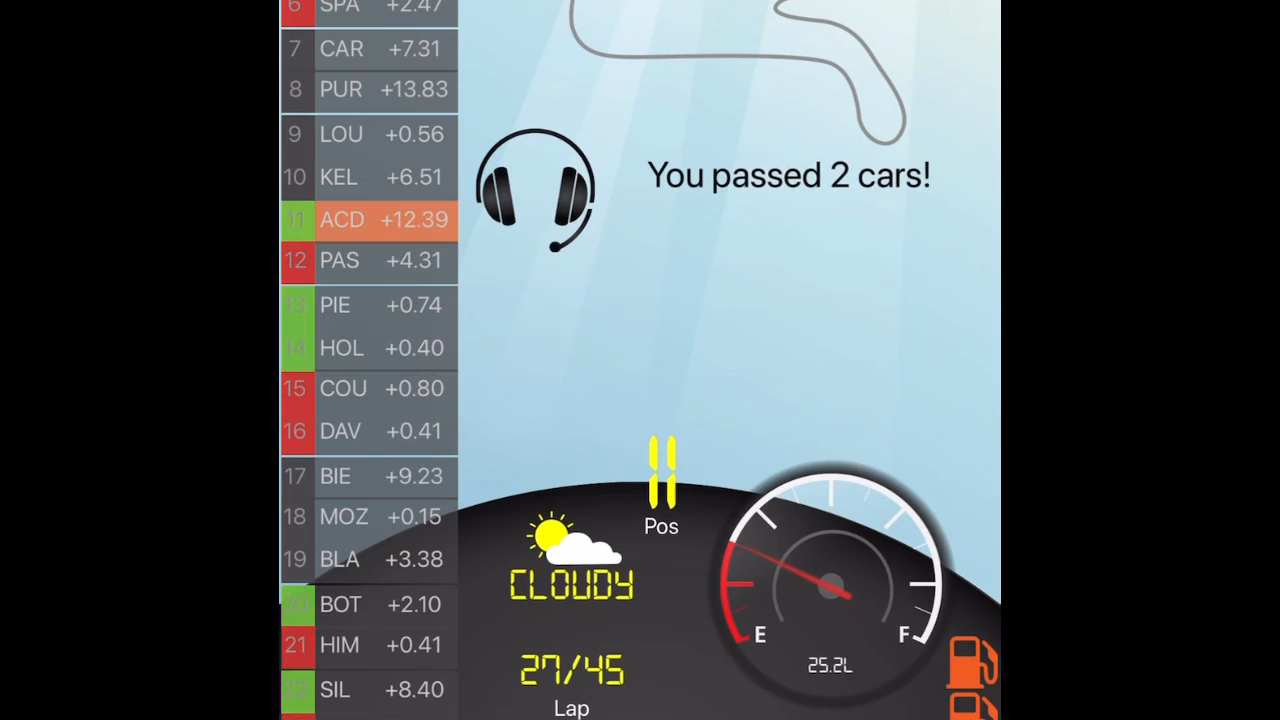 6 SPA +2.47
7 CAR +7.31
8 PUR +13.83
9 LOU +0.56
10 KEL +6.51
11 ACD +12.39
12 PAS +4.31
13 PIE +0.74
14 HOL +0.40
15 COU +0.80
16 DAV +0.41
17 BIE +9.23
18 MOZ +0.15
19 BLA +3.38
20 BOT +2.10
21 HIM +0.41
22 SIL +8.40
You passed 2 cars!
11
Pos
CLOUDY
27/45
Lap
E F
25.2L